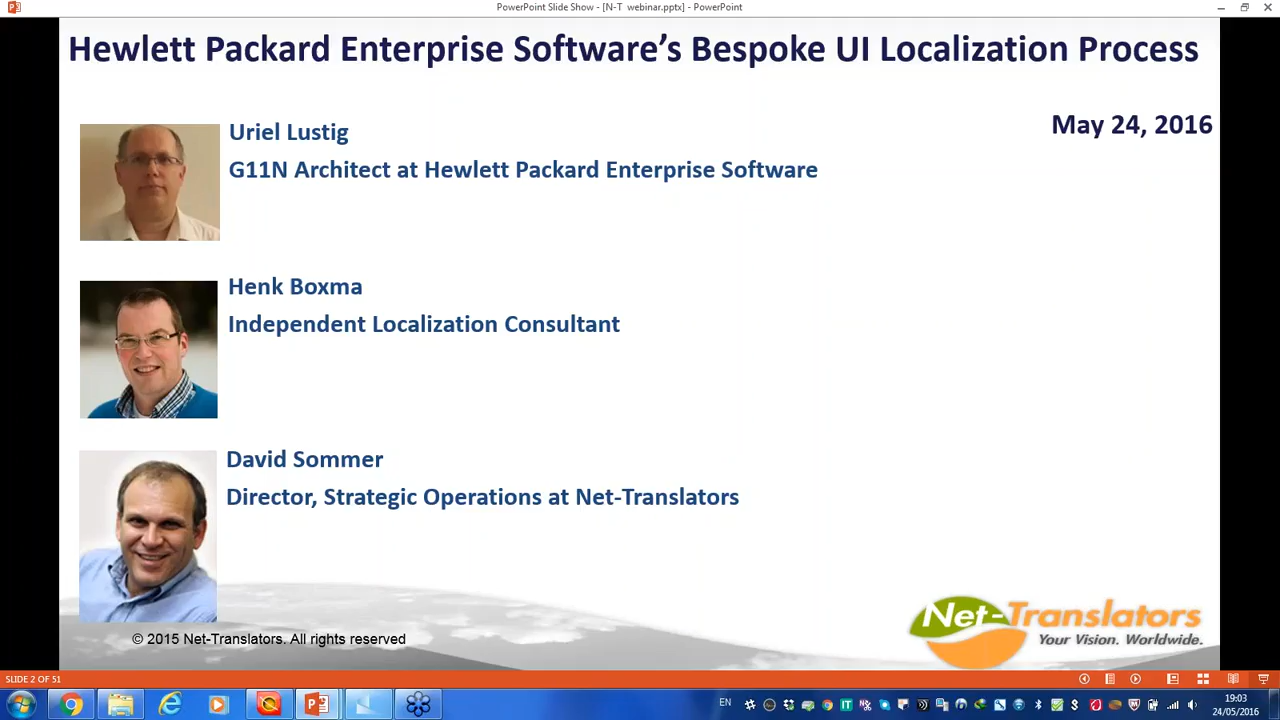 PowerPoint Slide Show - [N-T webinar.pptx] - PowerPoint
Hewlett Packard Enterprise Software’s Bespoke UI Localization Process
May 24, 2016
Uriel Lustig
G11N Architect at Hewlett Packard Enterprise Software
Henk Boxma
Independent Localization Consultant
David Sommer
Director, Strategic Operations at Net-Translators
© 2015 Net-Translators. All rights reserved
Net-Translators
Your Vision. Worldwide.
SLIDE 2 OF 51
EN
19:03
24/05/2016